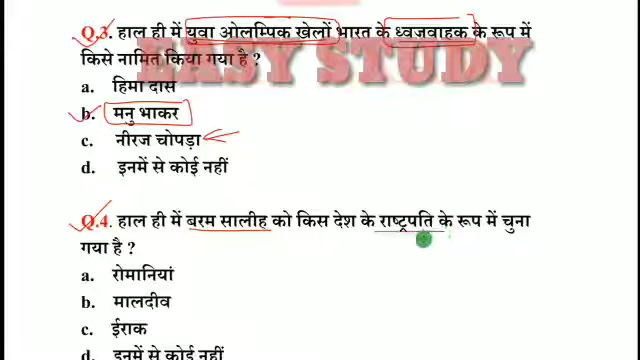 Q.3. हाल ही में युवा ओलम्पिक खेलों भारत के ध्वजवाहक के रूप में
किसे नामित किया गया है ?
EASY STUDY
a. हिमा दास
b. मनु भाकर
c. नीरज चोपड़ा
d. इनमें से कोई नहीं
Q.4. हाल ही में बरम सालीह को किस देश के राष्ट्रपति के रूप में चुना
गया है ?
a. रोमानियां
b. मालदीव
c. ईराक
d. इनमें से कोई नहीं